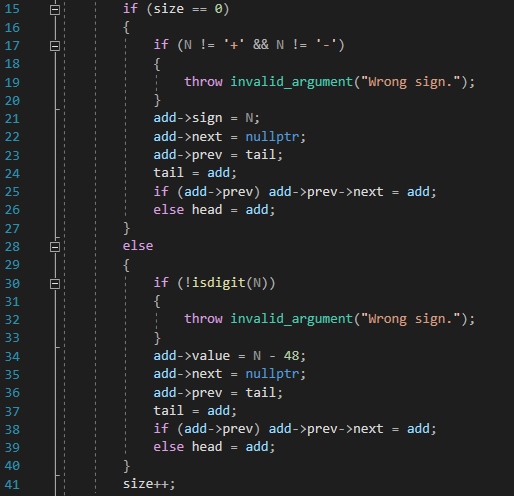 15 if (size == 0)
16 {
17 if (N != '+' && N != '-')
18 {
19 throw invalid_argument("Wrong sign.");
20 }
21 add->sign = N;
22 add->next = nullptr;
23 add->prev = tail;
24 tail = add;
25 if (add->prev) add->prev->next = add;
26 else head = add;
27 }
28 else
29 {
30 if (!isdigit(N))
31 {
32 throw invalid_argument("Wrong sign.");
33 }
34 add->value = N - 48;
35 add->next = nullptr;
36 add->prev = tail;
37 tail = add;
38 if (add->prev) add->prev->next = add;
39 else head = add;
40 }
41 size++;